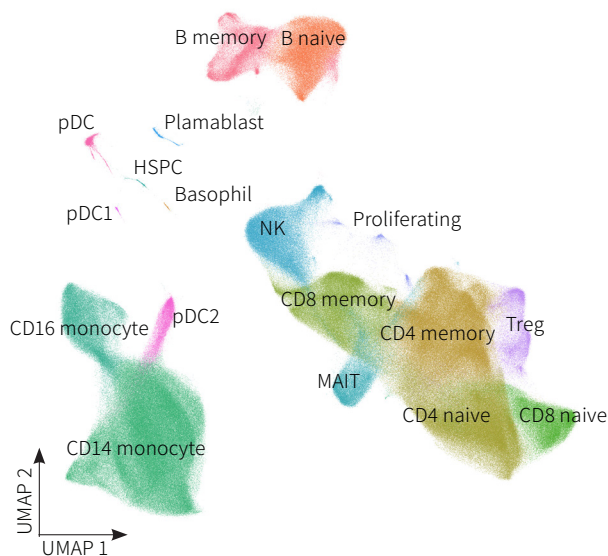 B memory
B naive
pDC
Plamablast
HSPC
Basophil
pDC1
NK
Proliferating
CD8 memory
pDC2
CD16 monocyte
CD4 memory
Treg
MAIT
CD4 naive
CD8 naive
CD14 monocyte
UMAP 2
UMAP 1